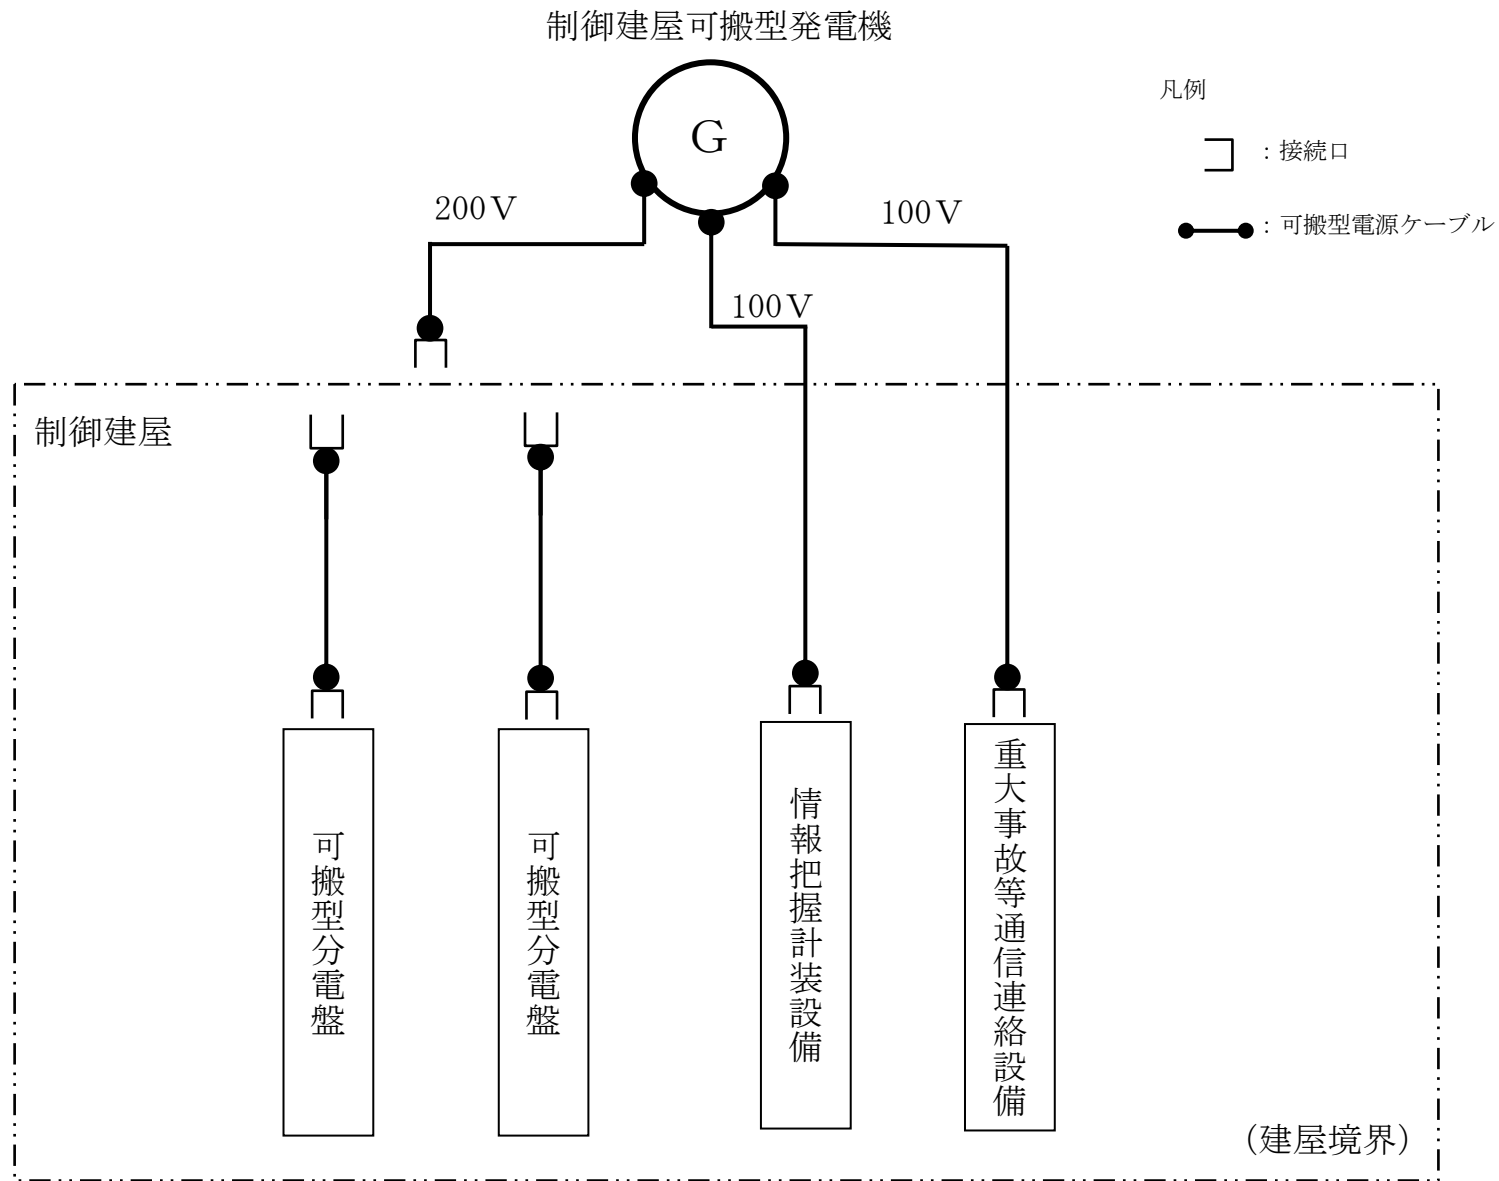 制御建屋可搬型発電機
凡例
G
：接続口
200V
100V
：可搬型電源ケーブル
100V
制御建屋
可搬型分電盤
可搬型分電盤
情報把握計装設備
重大事故等通信連絡設備
（建屋境界）